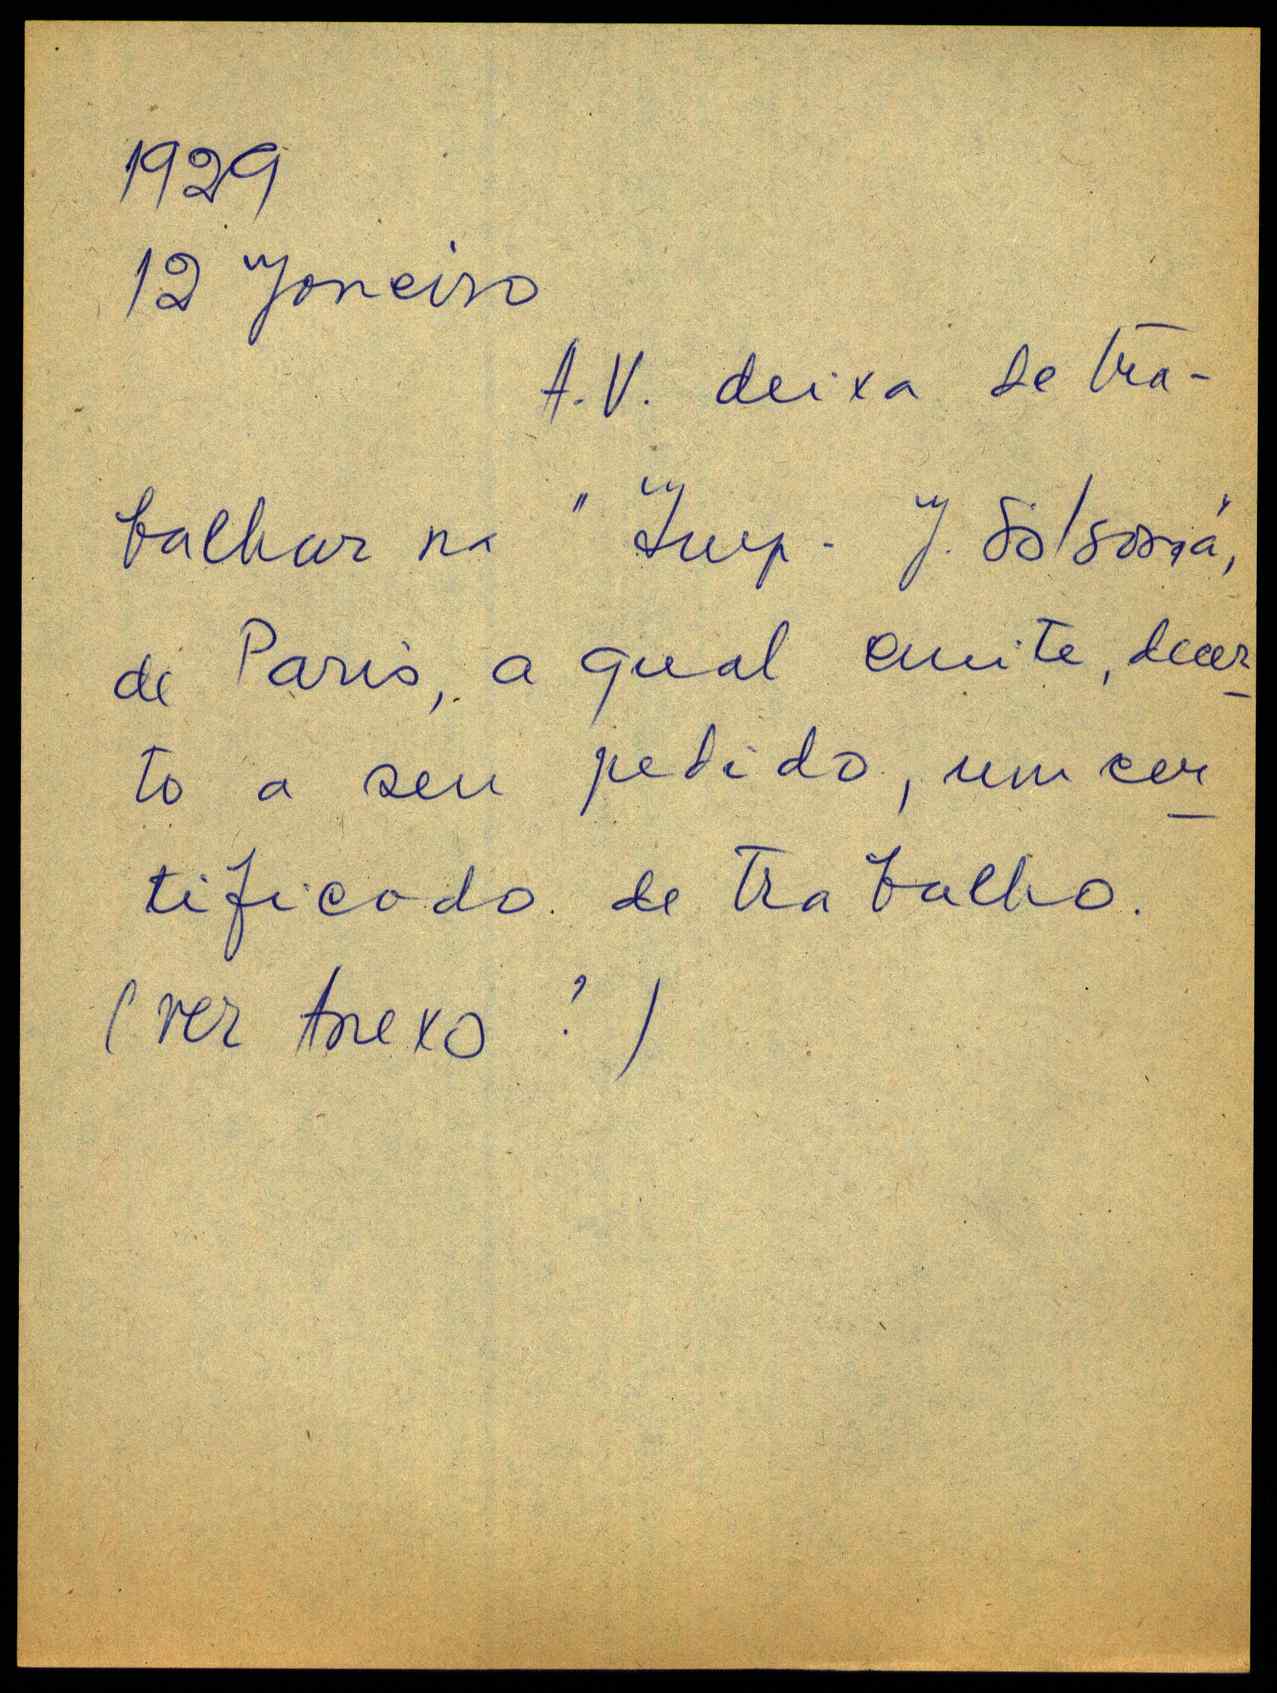 1929
12 Janeiro
A.V. deixa de tra-
balhar na "Imp. J. Solsona",
de Paris, a qual emite, decer
to a seu pedido, um cer
tificado de trabalho.
(ver Anexo ?)